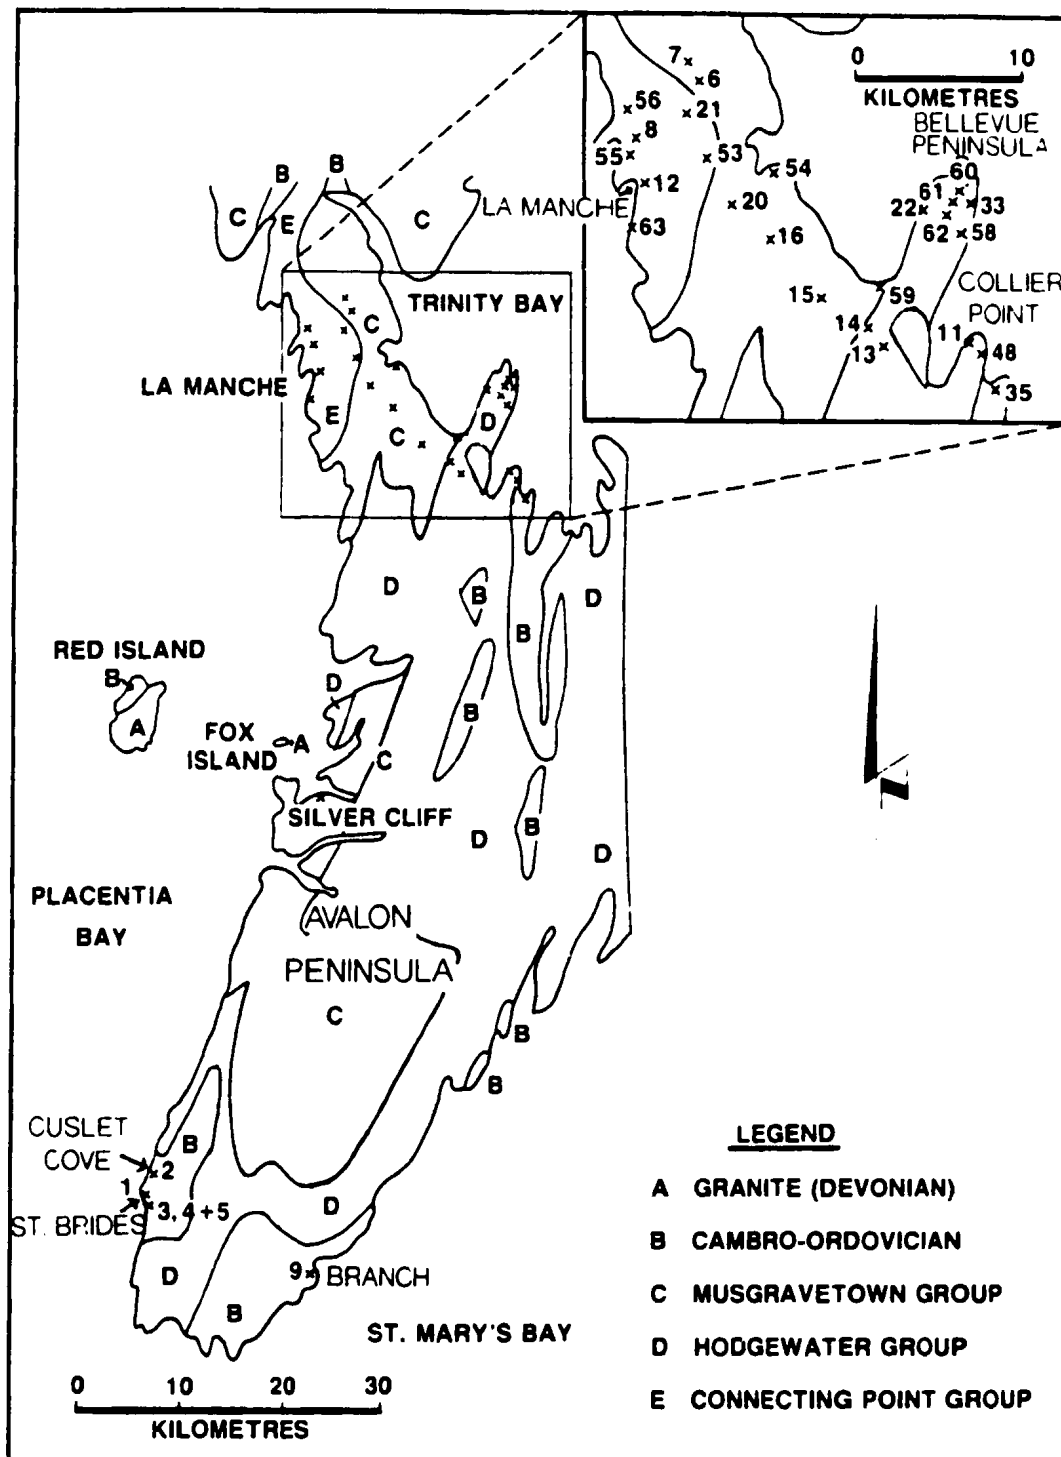 0 10
KILOMETRES
BELLEVUE
PENINSULA
7
6
56
21
8
55
53
54
12
20
63
16
60
61
22
33
62
58
COLLIER
POINT
15
59
14
13
11
48
35
B B
C E C
LA MANCHE
TRINITY BAY
C
LA MANCHE
E
D
C
D
B
D
B
RED ISLAND
B
A
D
B
FOX
ISLAND
A
C
SILVER CLIFF
D
B
D
PLACENTIA
BAY
AVALON
PENINSULA
C
B
B
CUSLET
COVE
B
2
1
ST. BRIDES
3, 4 + 5
D
D
9
BRANCH
B
ST. MARY'S BAY
0 10 20 30
KILOMETRES
LEGEND
A GRANITE (DEVONIAN)
B CAMBRO-ORDOVICIAN
C MUSGRAVETOWN GROUP
D HODGEWATER GROUP
E CONNECTING POINT GROUP